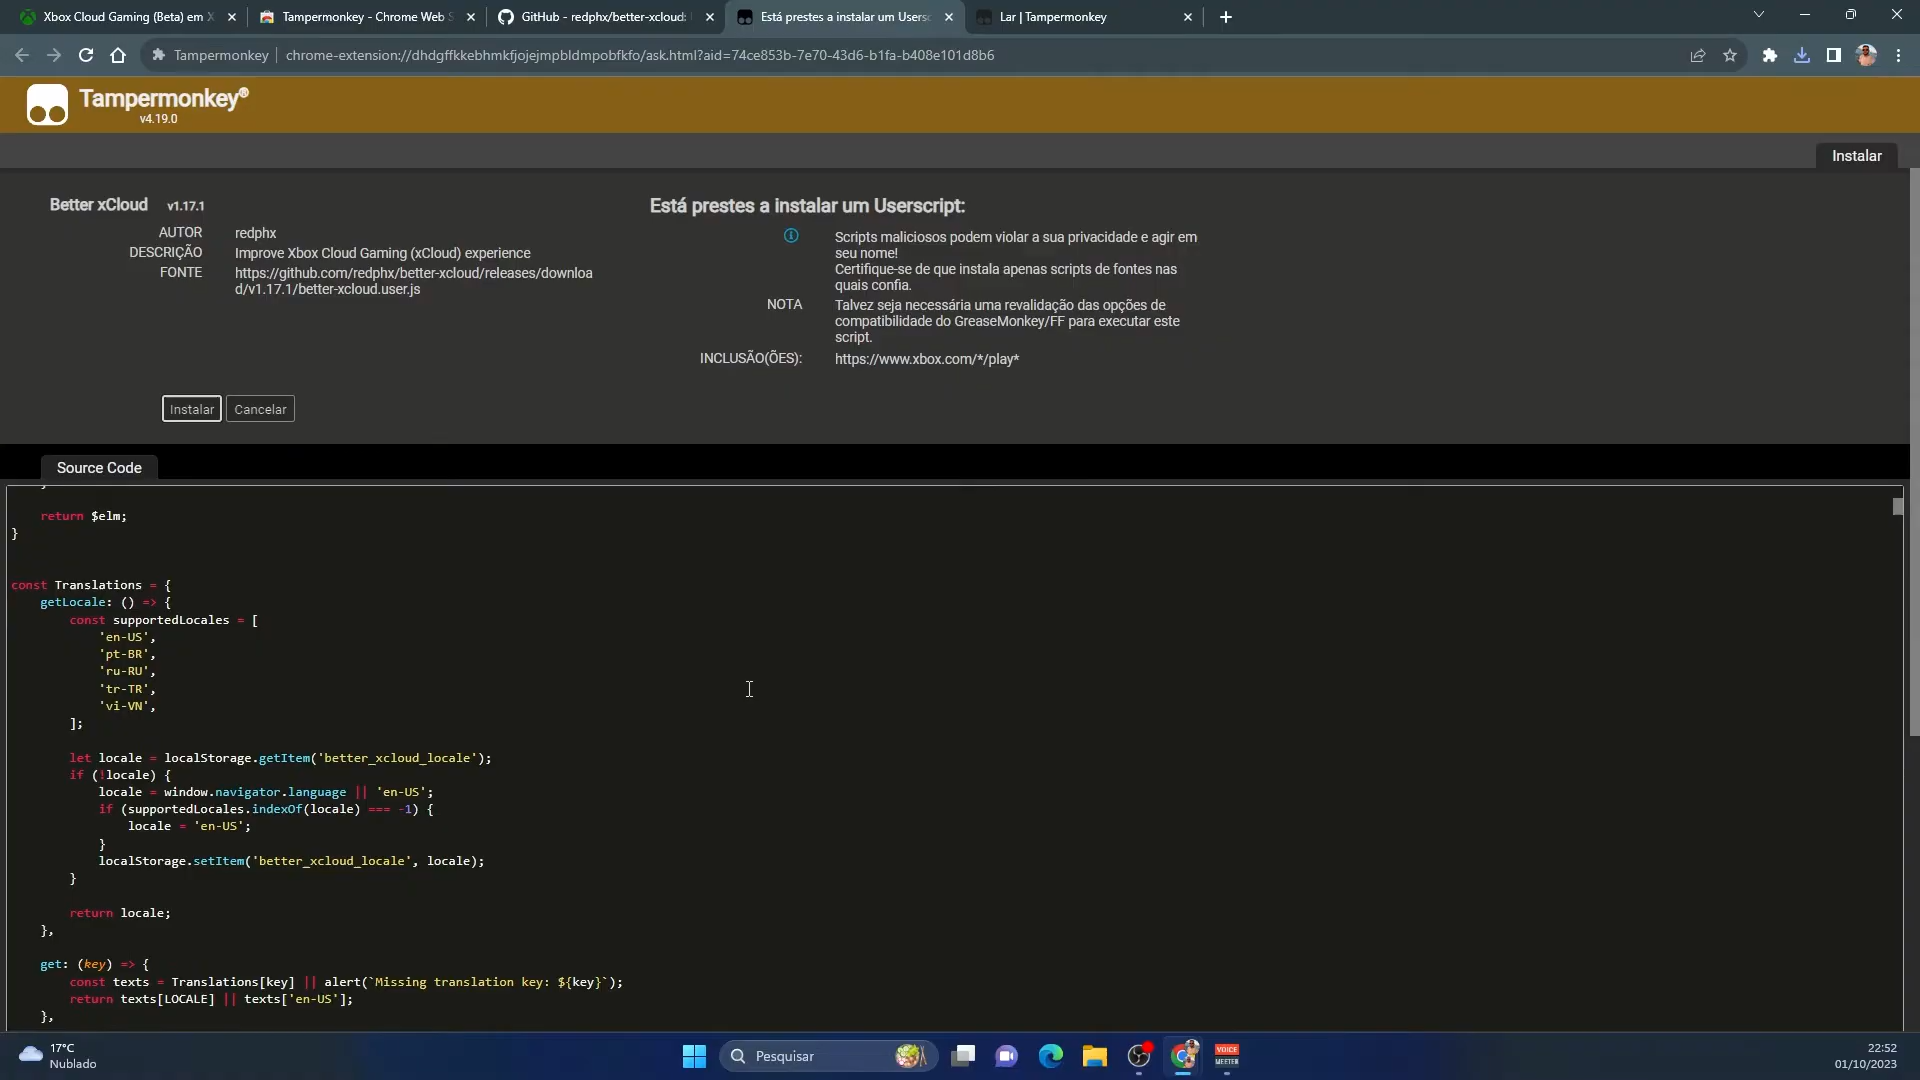 Xbox Cloud Gaming (Beta) em X
Tampermonkey - Chrome Web S
GitHub - redphx/better-xcloud:
Está prestes a instalar um Usersc
Lar | Tampermonkey
Tampermonkey
chrome-extension://dhdgffkkebhmkfjojejmpbldmpobfkfo/ask.html?aid=74ce853b-7e70-43d6-b1fa-b408e101d8b6
Tampermonkey®
v4.19.0
Instalar
Better xCloud v1.17.1
AUTOR redphx
DESCRIÇÃO Improve Xbox Cloud Gaming (xCloud) experience
FONTE https://github.com/redphx/better-xcloud/releases/downloa
d/v1.17.1/better-xcloud.user.js
Está prestes a instalar um Userscript:
Scripts maliciosos podem violar a sua privacidade e agir em
seu nome!
Certifique-se de que instala apenas scripts de fontes nas
quais confia.
NOTA Talvez seja necessária uma revalidação das opções de
compatibilidade do GreaseMonkey/FF para executar este
script.
INCLUSÃO(ÕES): https://www.xbox.com/*/play*
Instalar Cancelar
Source Code
return $elm;
}
const Translations = {
getLocale: () => {
const supportedLocales = [
'en-US',
'pt-BR',
'ru-RU',
'tr-TR',
'vi-VN',
];
let locale = localStorage.getItem('better_xcloud_locale');
if (!locale) {
locale = window.navigator.language || 'en-US';
if (supportedLocales.indexOf(locale) === -1) {
locale = 'en-US';
}
localStorage.setItem('better_xcloud_locale', locale);
}
return locale;
},
get: (key) => {
const texts = Translations[key] || alert(`Missing translation key: ${key}`);
return texts[LOCALE] || texts['en-US'];
},
17°C
Nublado
Pesquisar
VOICE
MEETER
22:52
01/10/2023